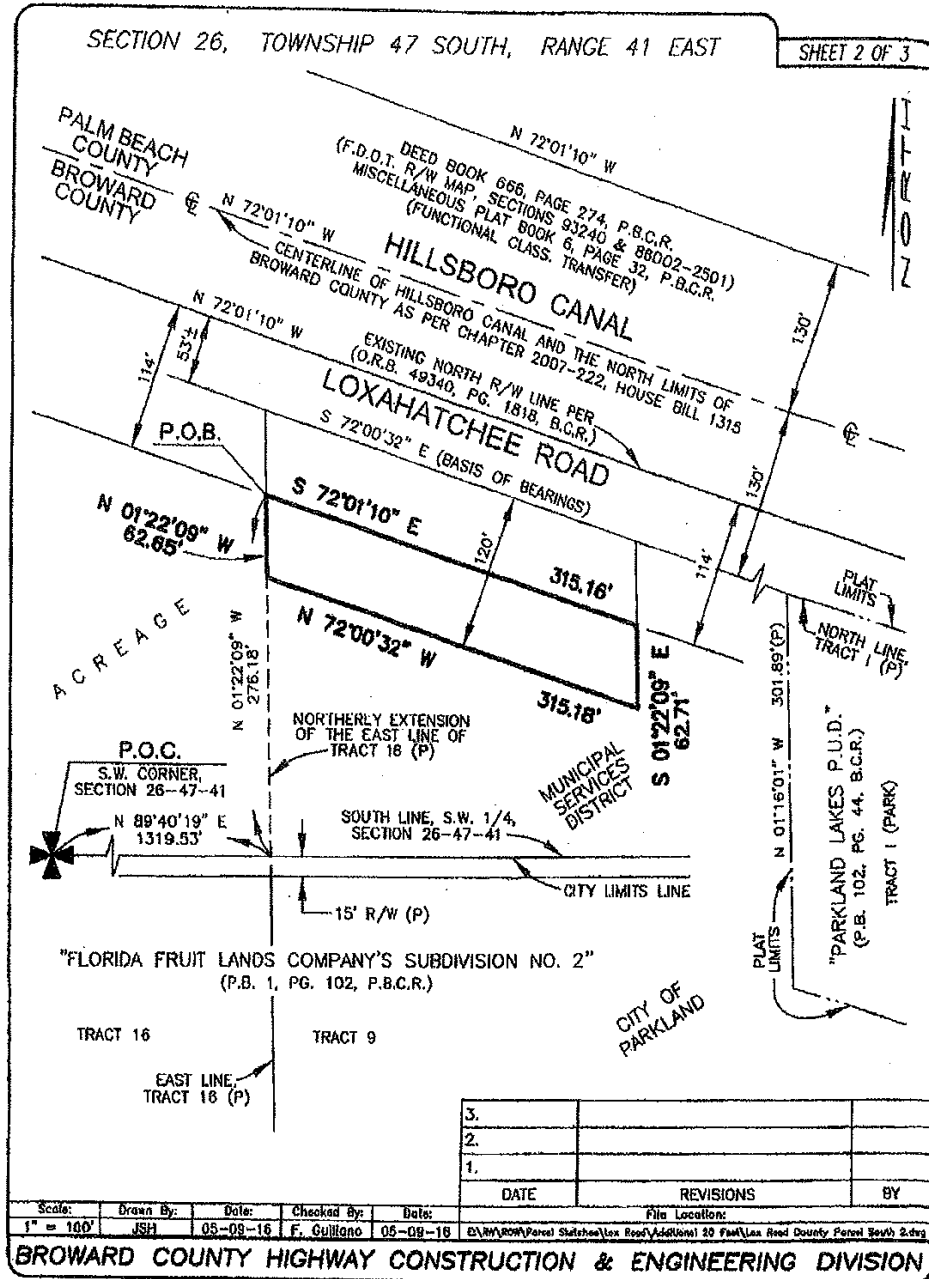 SECTION 26, TOWNSHIP 47 SOUTH, RANGE 41 EAST
SHEET 2 OF 3
NORTH
PALM BEACH
COUNTY
BROWARD
COUNTY
N 72°01'10" W
DEED BOOK 666, PAGE 274, P.B.C.R.
(F.D.O.T. R/W MAP, SECTIONS 93240 & 86002-2501)
MISCELLANEOUS PLAT BOOK 6, PAGE 32, P.B.C.R.
(FUNCTIONAL CLASS. TRANSFER)
℄ N 72°01'10" W
HILLSBORO CANAL
CENTERLINE OF HILLSBORO CANAL AND THE NORTH LIMITS OF
BROWARD COUNTY AS PER CHAPTER 2007-222, HOUSE BILL 1315
℄
130'
130'
N 72°01'10" W
EXISTING NORTH R/W LINE PER
(O.R.B. 49340, PG. 1818, B.C.R.)
LOXAHATCHEE ROAD
S 72°00'32" E (BASIS OF BEARINGS)
114'
53'±
P.O.B.
N 01°22'09" W
62.65'
S 72°01'10" E
315.16'
120'
114'
N 72°00'32" W
315.18'
S 01°22'09" E
62.71'
PLAT
LIMITS
NORTH LINE,
TRACT I (P)
ACREAGE
N 01°22'09" W
276.18'
NORTHERLY EXTENSION
OF THE EAST LINE OF
TRACT 16 (P)
MUNICIPAL
SERVICES
DISTRICT
N 01°16'01" W 301.89'(P)
"PARKLAND LAKES P.U.D."
(P.B. 102, PG. 44. B.C.R.)
TRACT I (PARK)
P.O.C.
S.W. CORNER,
SECTION 26-47-41
N 89°40'19" E
1319.53'
SOUTH LINE, S.W. 1/4,
SECTION 26-47-41
CITY LIMITS LINE
15' R/W (P)
PLAT
LIMITS
"FLORIDA FRUIT LANDS COMPANY'S SUBDIVISION NO. 2"
(P.B. 1, PG. 102, P.B.C.R.)
CITY OF
PARKLAND
TRACT 16
TRACT 9
EAST LINE,
TRACT 16 (P)
3.
2.
1.
DATE REVISIONS BY
Scale: Drawn By: Date: Checked By: Date: File Location:
1" = 100' JSH 05-09-16 F. Guiliano 05-09-16
BROWARD COUNTY HIGHWAY CONSTRUCTION & ENGINEERING DIVISION